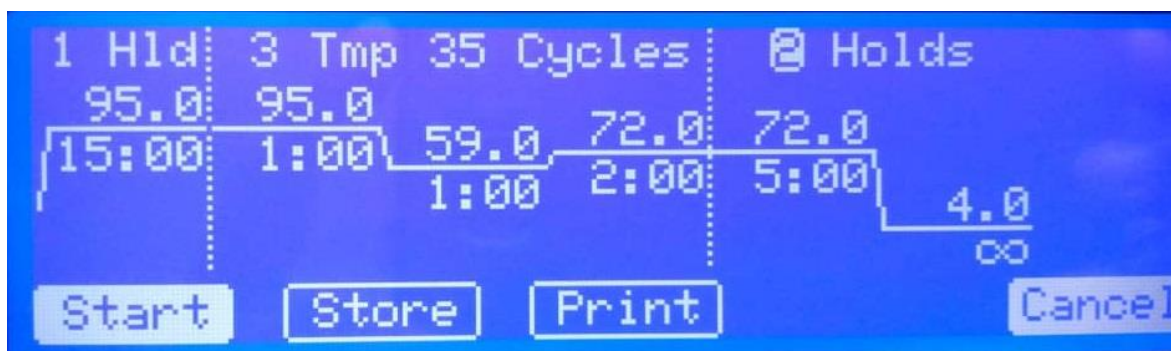 1 Hld 3 Tmp 35 Cycles 2 Holds
95.0 95.0 59.0 72.0 72.0 4.0
15:00 1:00 1:00 2:00 5:00 ∞
Start Store Print Cancel